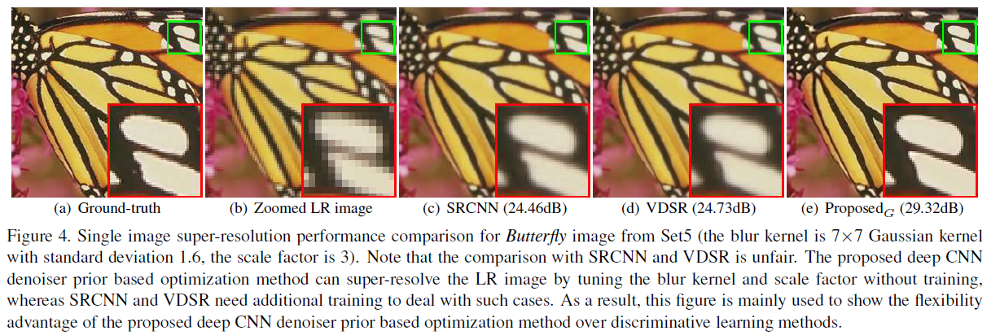 (a) Ground-truth
(b) Zoomed LR image
(c) SRCNN (24.46dB)
(d) VDSR (24.73dB)
(e) Proposed_G (29.32dB)
Figure 4. Single image super-resolution performance comparison for Butterfly image from Set5 (the blur kernel is 7×7 Gaussian kernel
with standard deviation 1.6, the scale factor is 3). Note that the comparison with SRCNN and VDSR is unfair. The proposed deep CNN
denoiser prior based optimization method can super-resolve the LR image by tuning the blur kernel and scale factor without training,
whereas SRCNN and VDSR need additional training to deal with such cases. As a result, this figure is mainly used to show the flexibility
advantage of the proposed deep CNN denoiser prior based optimization method over discriminative learning methods.